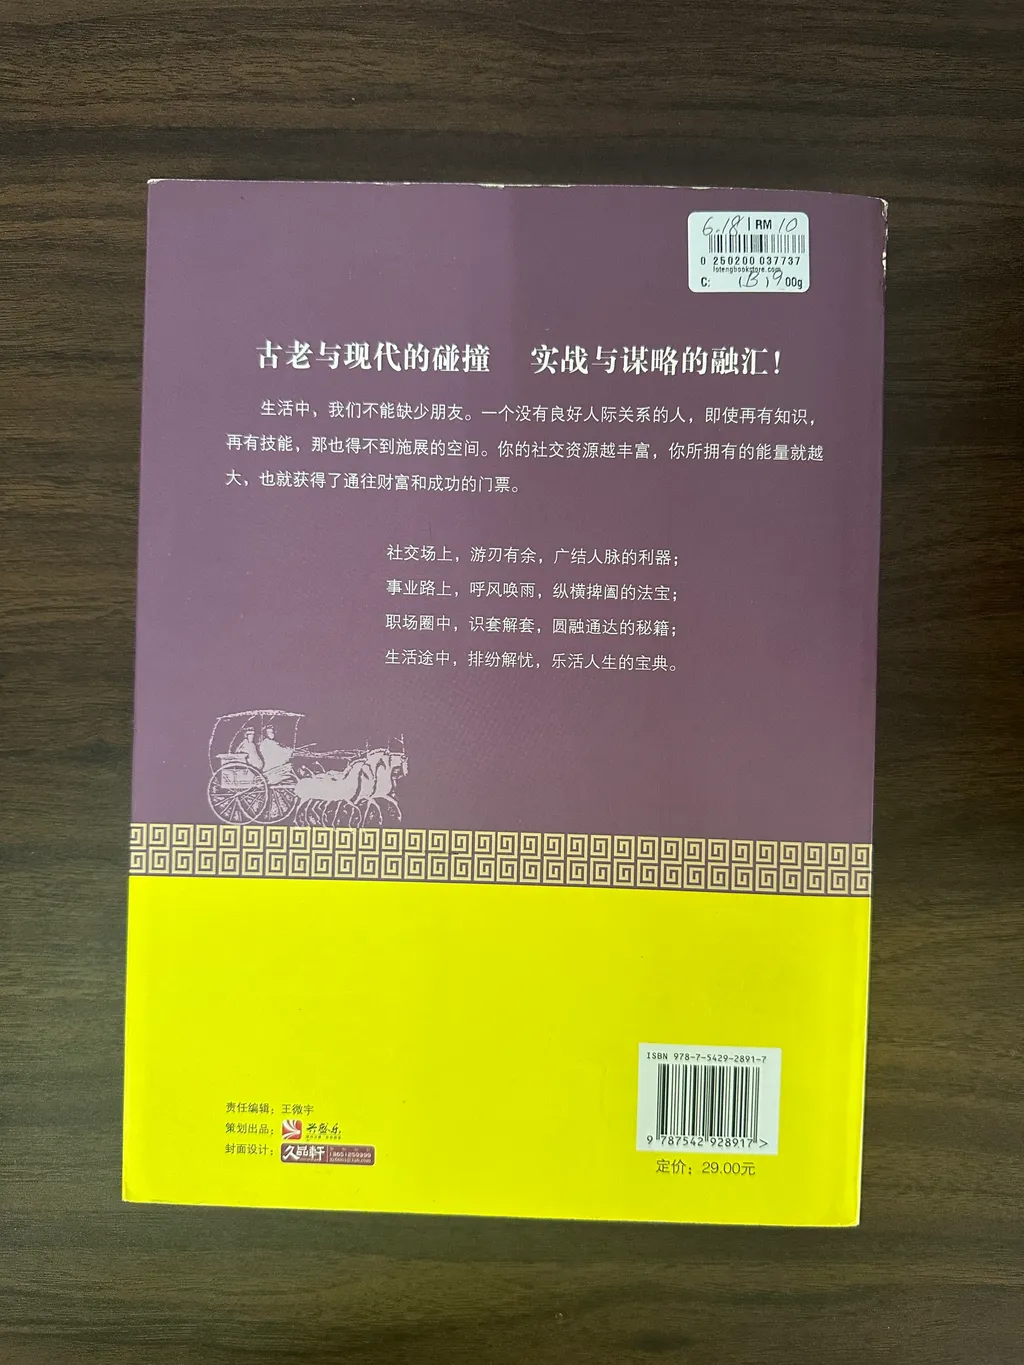 6.18 | RM 10
0 250200 037737
lotengbookstore.com
C: (B) 9 00g
古老与现代的碰撞 实战与谋略的融汇！
生活中，我们不能缺少朋友。一个没有良好人际关系的人，即使再有知识，
再有技能，那也得不到施展的空间。你的社交资源越丰富，你所拥有的能量就越
大，也就获得了通往财富和成功的门票。
社交场上，游刃有余，广结人脉的利器；
事业路上，呼风唤雨，纵横捭阖的法宝；
职场圈中，识套解套，圆融通达的秘籍；
生活途中，排纷解忧，乐活人生的宝典。
ISBN 978-7-5429-2891-7
9 787542 928917 >
定价：29.00元
责任编辑：王微宇
策划出品：兴盛乐
封面设计：久品轩